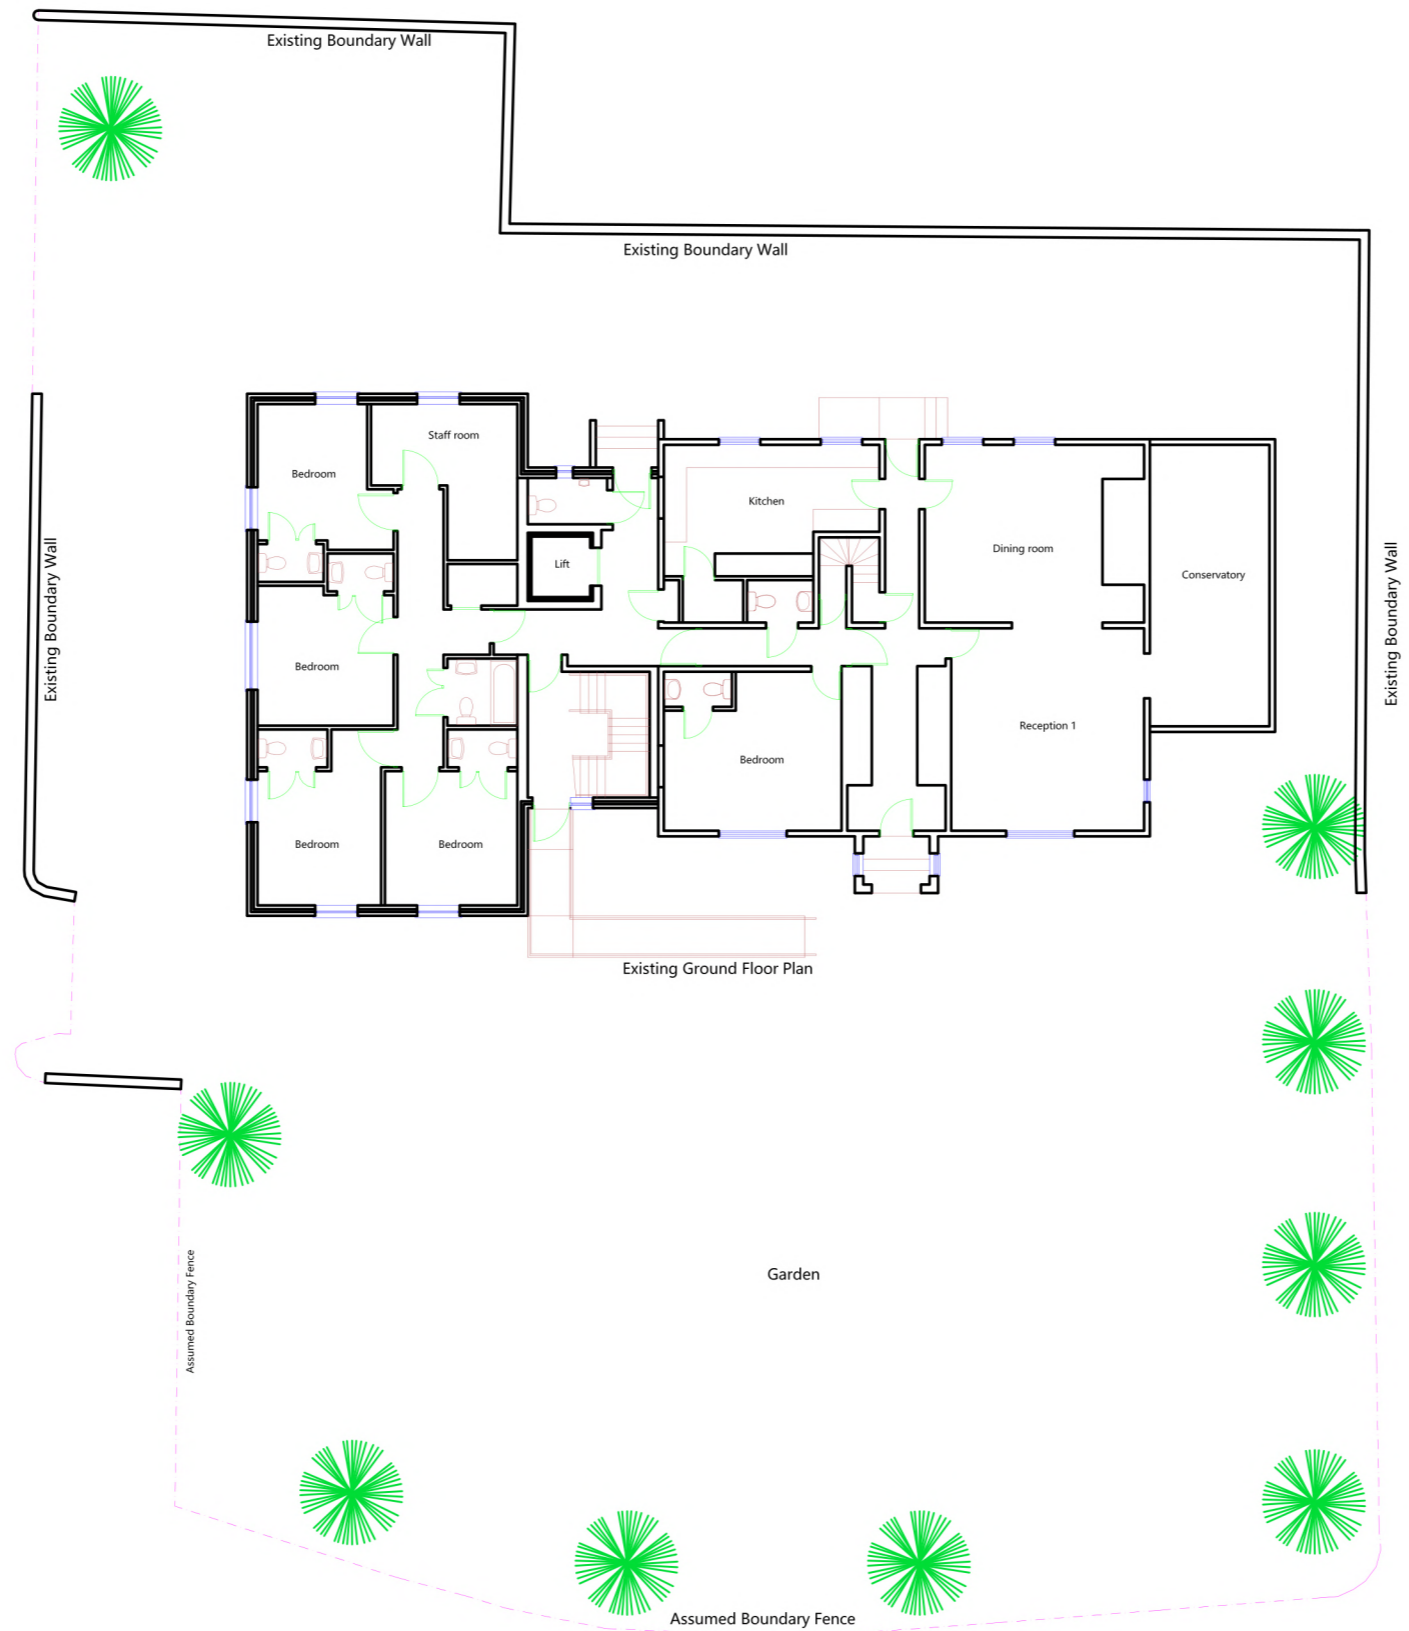 Existing Boundary Wall
Existing Boundary Wall
Staff room
Bedroom
Kitchen
Dining room
Lift
Conservatory
Existing Boundary Wall
Existing Boundary Wall
Bedroom
Reception 1
Bedroom
Bedroom
Bedroom
Existing Ground Floor Plan
Garden
Assumed Boundary Fence
Assumed Boundary Fence